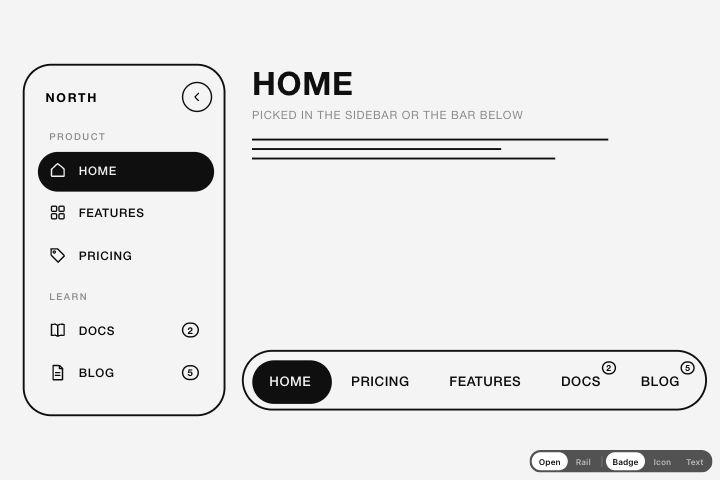 NORTH
PRODUCT
HOME
FEATURES
PRICING
LEARN
DOCS 2
BLOG 5
HOME
PICKED IN THE SIDEBAR OR THE BAR BELOW
HOME PRICING FEATURES DOCS 2 BLOG 5
Open Rail Badge Icon Text